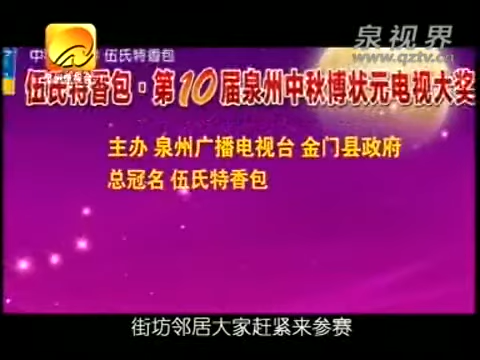 泉视界
www.qztv.cn
伍氏特香包
伍氏特香包·第10届泉州中秋博状元电视大奖
主办 泉州广播电视台 金门县政府
总冠名 伍氏特香包
街坊邻居大家赶紧来参赛